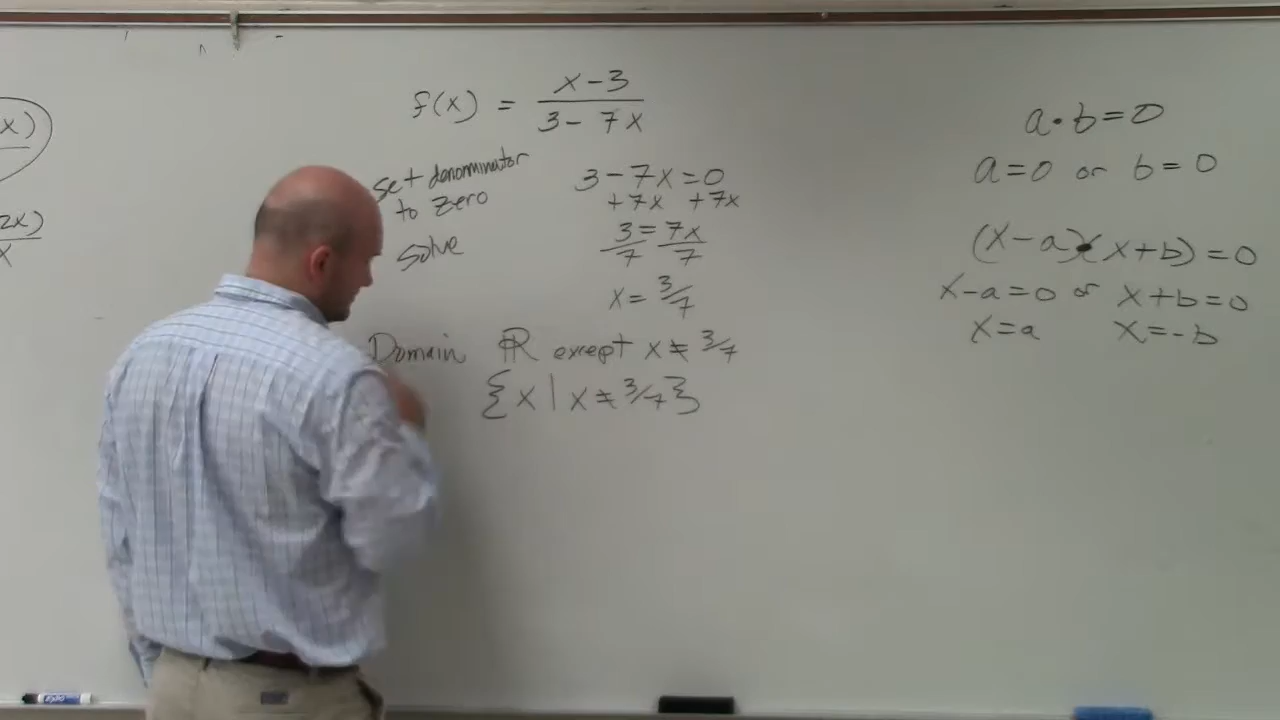 x)
2x)
x
f(x) = x-3 / 3-7x
set denominator
to zero
solve
3-7x=0
+7x +7x
3 = 7x
7 7
x = 3/7
Domain ℝ except x ≠ 3/7
{x | x ≠ 3/7}
a·b=0
a=0 or b=0
(x-a)·(x+b)=0
x-a=0 or x+b=0
x=a x=-b